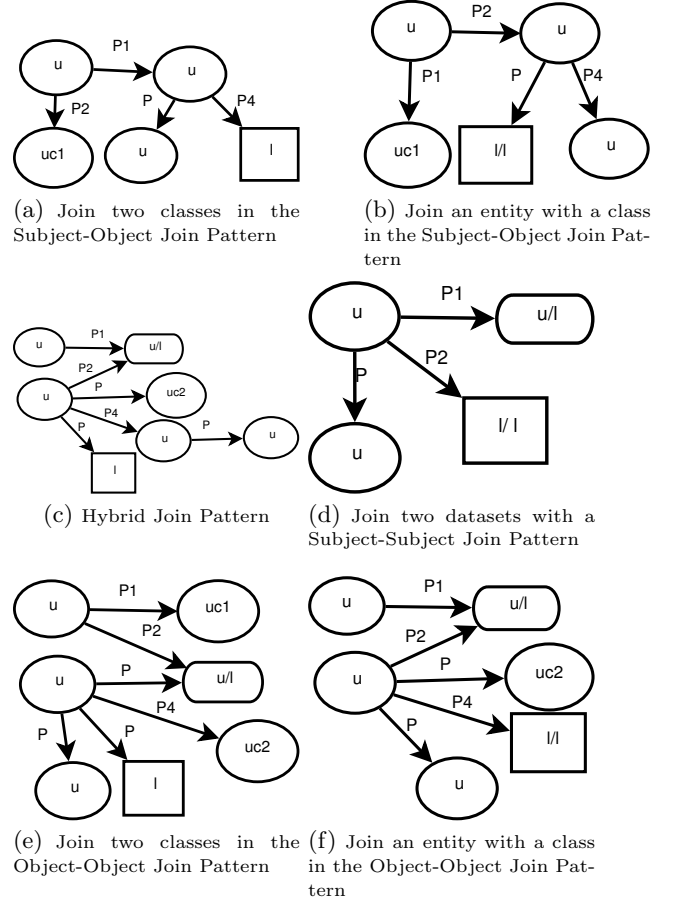 P1
u
u
P2
P
P4
uc1
u
l
(a) Join two classes in the
Subject-Object Join Pattern
P2
u
u
P1
P
P4
uc1
l/l
u
(b) Join an entity with a class
in the Subject-Object Join Pat-
tern
u
P1
u/l
P2
u
P
uc2
P4
P
u
P
u
l
(c) Hybrid Join Pattern
u
P1
u/l
P2
P
l/ l
u
(d) Join two datasets with a
Subject-Subject Join Pattern
u
P1
uc1
P2
u
P
u/l
P4
P
P
uc2
u
l
(e) Join two classes in the
Object-Object Join Pattern
u
P1
u/l
P2
u
P
uc2
P4
l/l
P
u
(f) Join an entity with a class
in the Object-Object Join Pat-
tern